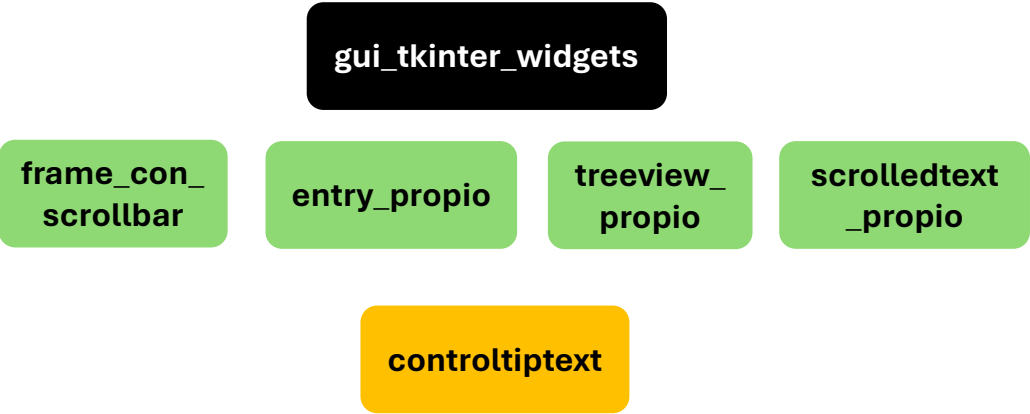 gui_tkinter_widgets
frame_con_
scrollbar
entry_propio
treeview_
propio
scrolledtext
_propio
controltiptext